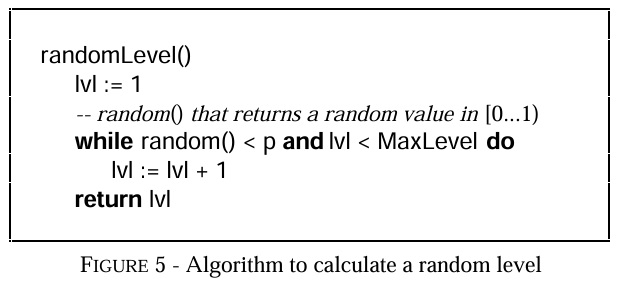 randomLevel()
lvl := 1
-- random() that returns a random value in [0...1)
while random() < p and lvl < MaxLevel do
lvl := lvl + 1
return lvl
FIGURE 5 - Algorithm to calculate a random level